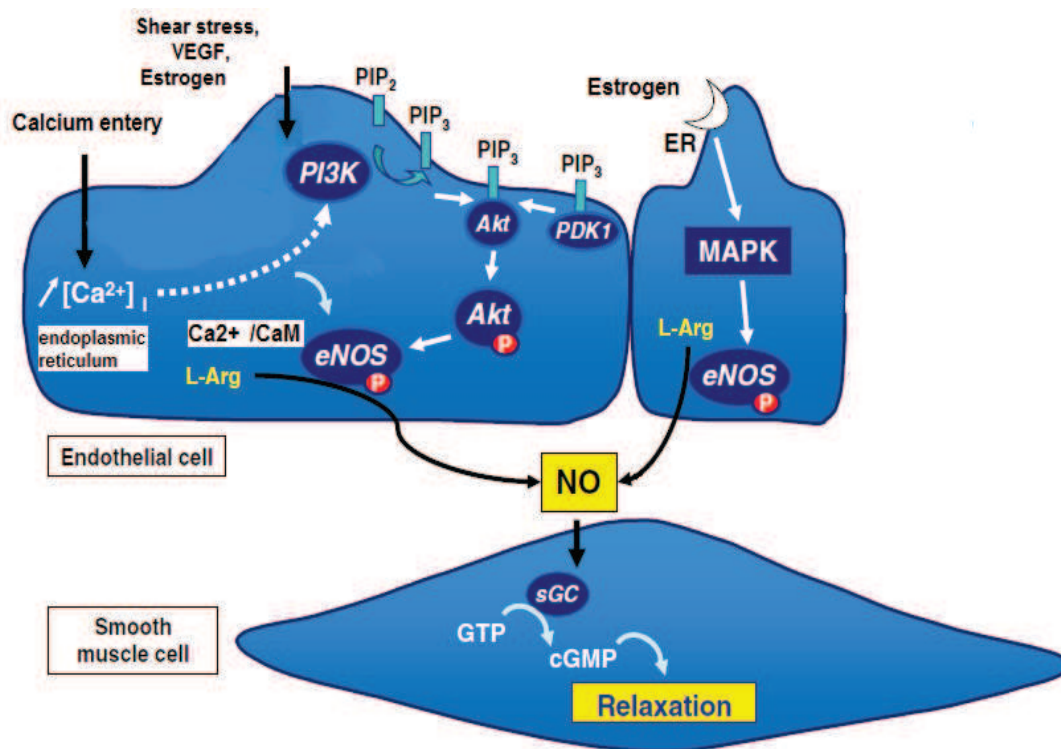 Shear stress,
VEGF,
Estrogen
PIP2
PIP3
PIP3
PIP3
Calcium entery
PI3K
Akt
PDK1
[Ca2+] I
endoplasmic
reticulum
Ca2+ /CaM
Akt
P
eNOS
P
L-Arg
Estrogen
ER
MAPK
L-Arg
eNOS
P
Endothelial cell
NO
Smooth
muscle cell
sGC
GTP
cGMP
Relaxation